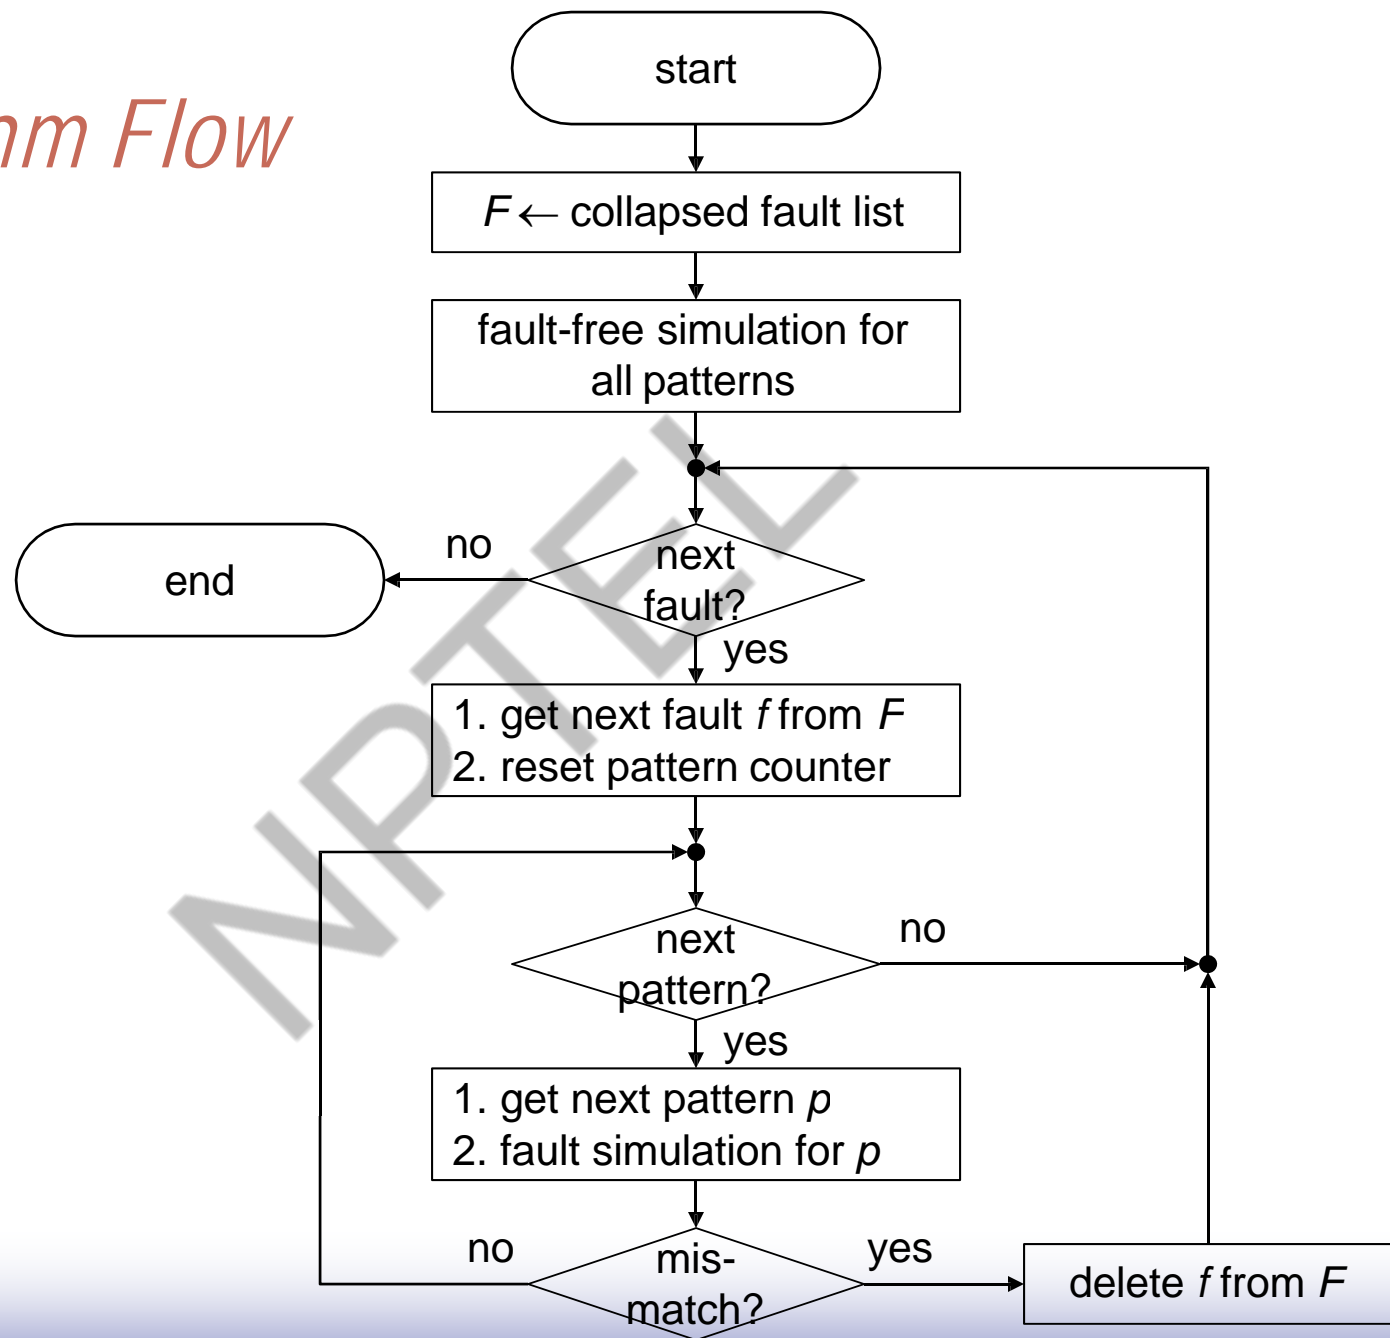 start
Flow
F ← collapsed fault list
fault-free simulation for
all patterns
no
next
fault?
end
yes
1. get next fault f from F
2. reset pattern counter
NPTEL
next
pattern?
no
yes
1. get next pattern p
2. fault simulation for p
no
mis-
match?
yes
delete f from F